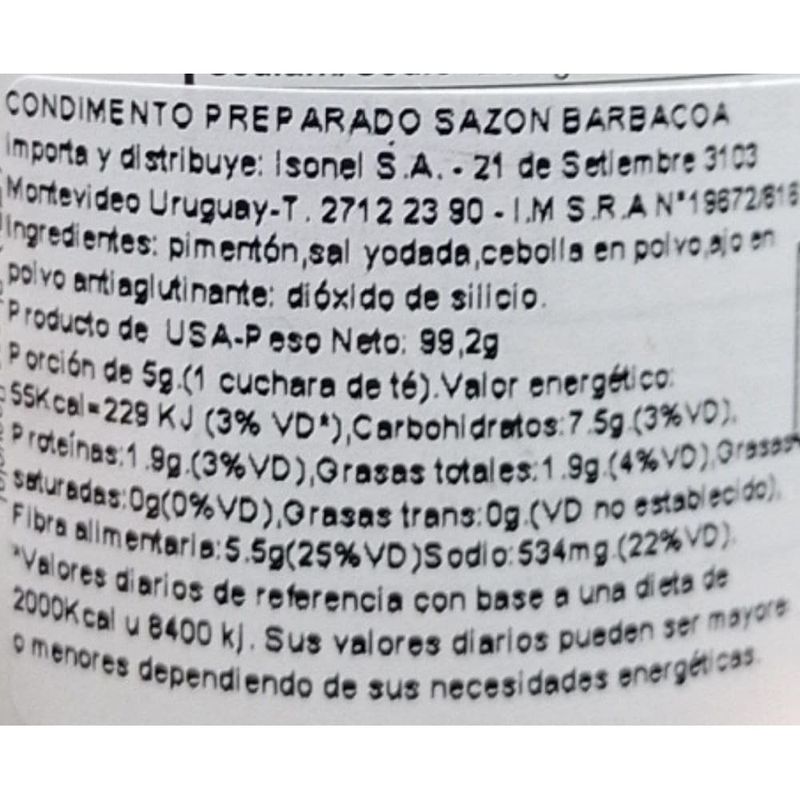 CONDIMENTO PREPARADO SAZON BARBACOA
Importa y distribuye: Isonel S.A. - 21 de Setiembre 3103
Montevideo Uruguay-T. 2712 23 90 - I.M S.R.A N°19672/816
Ingredientes: pimentón,sal yodada,cebolla en polvo,ajo en
polvo antiaglutinante: dióxido de silicio.
Producto de USA-Peso Neto: 99,2g
Porción de 5g.(1 cuchara de té).Valor energético:
55Kcal=229 KJ (3% VD*),Carbohidratos:7.5g.(3%VD),
Proteínas:1.9g.(3%VD),Grasas totales:1.9g.(4%VD),Grasas
saturadas:0g(0%VD),Grasas trans:0g.(VD no establecido),
Fibra alimentaria:5.5g(25%VD)Sodio:534mg.(22%VD).
*Valores diarios de referencia con base a una dieta de
2000Kcal u 8400 kj. Sus valores diarios pueden ser mayores
o menores dependiendo de sus necesidades energéticas.